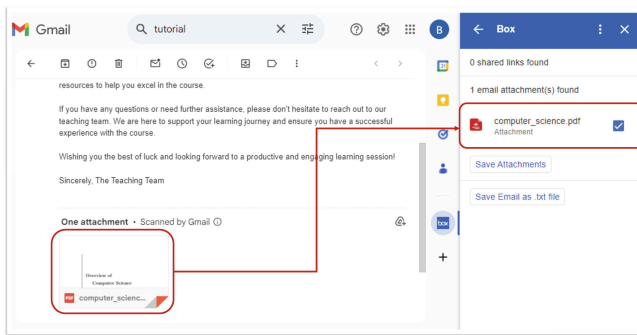 Gmail
tutorial
B
resources to help you excel in the course.
If you have any questions or need further assistance, please don't hesitate to reach out to our
teaching team. We are here to support your learning journey and ensure you have a successful
experience with the course.
Wishing you the best of luck and looking forward to a productive and engaging learning session!
Sincerely, The Teaching Team
One attachment • Scanned by Gmail
Overview of
Computer Science
PDF
computer_scienc...
31
box
Box
0 shared links found
1 email attachment(s) found
computer_science.pdf
Attachment
Save Attachments
Save Email as .txt file